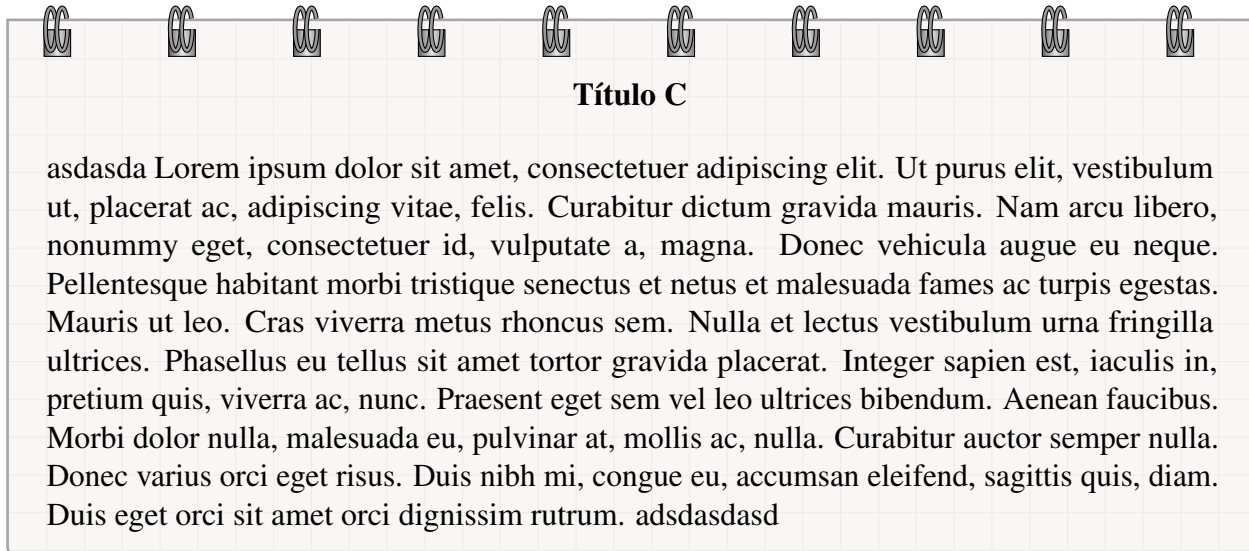 Título C
asdasda Lorem ipsum dolor sit amet, consectetuer adipiscing elit. Ut purus elit, vestibulum
ut, placerat ac, adipiscing vitae, felis. Curabitur dictum gravida mauris. Nam arcu libero,
nonummy eget, consectetuer id, vulputate a, magna. Donec vehicula augue eu neque.
Pellentesque habitant morbi tristique senectus et netus et malesuada fames ac turpis egestas.
Mauris ut leo. Cras viverra metus rhoncus sem. Nulla et lectus vestibulum urna fringilla
ultrices. Phasellus eu tellus sit amet tortor gravida placerat. Integer sapien est, iaculis in,
pretium quis, viverra ac, nunc. Praesent eget sem vel leo ultrices bibendum. Aenean faucibus.
Morbi dolor nulla, malesuada eu, pulvinar at, mollis ac, nulla. Curabitur auctor semper nulla.
Donec varius orci eget risus. Duis nibh mi, congue eu, accumsan eleifend, sagittis quis, diam.
Duis eget orci sit amet orci dignissim rutrum. adsdasdasd